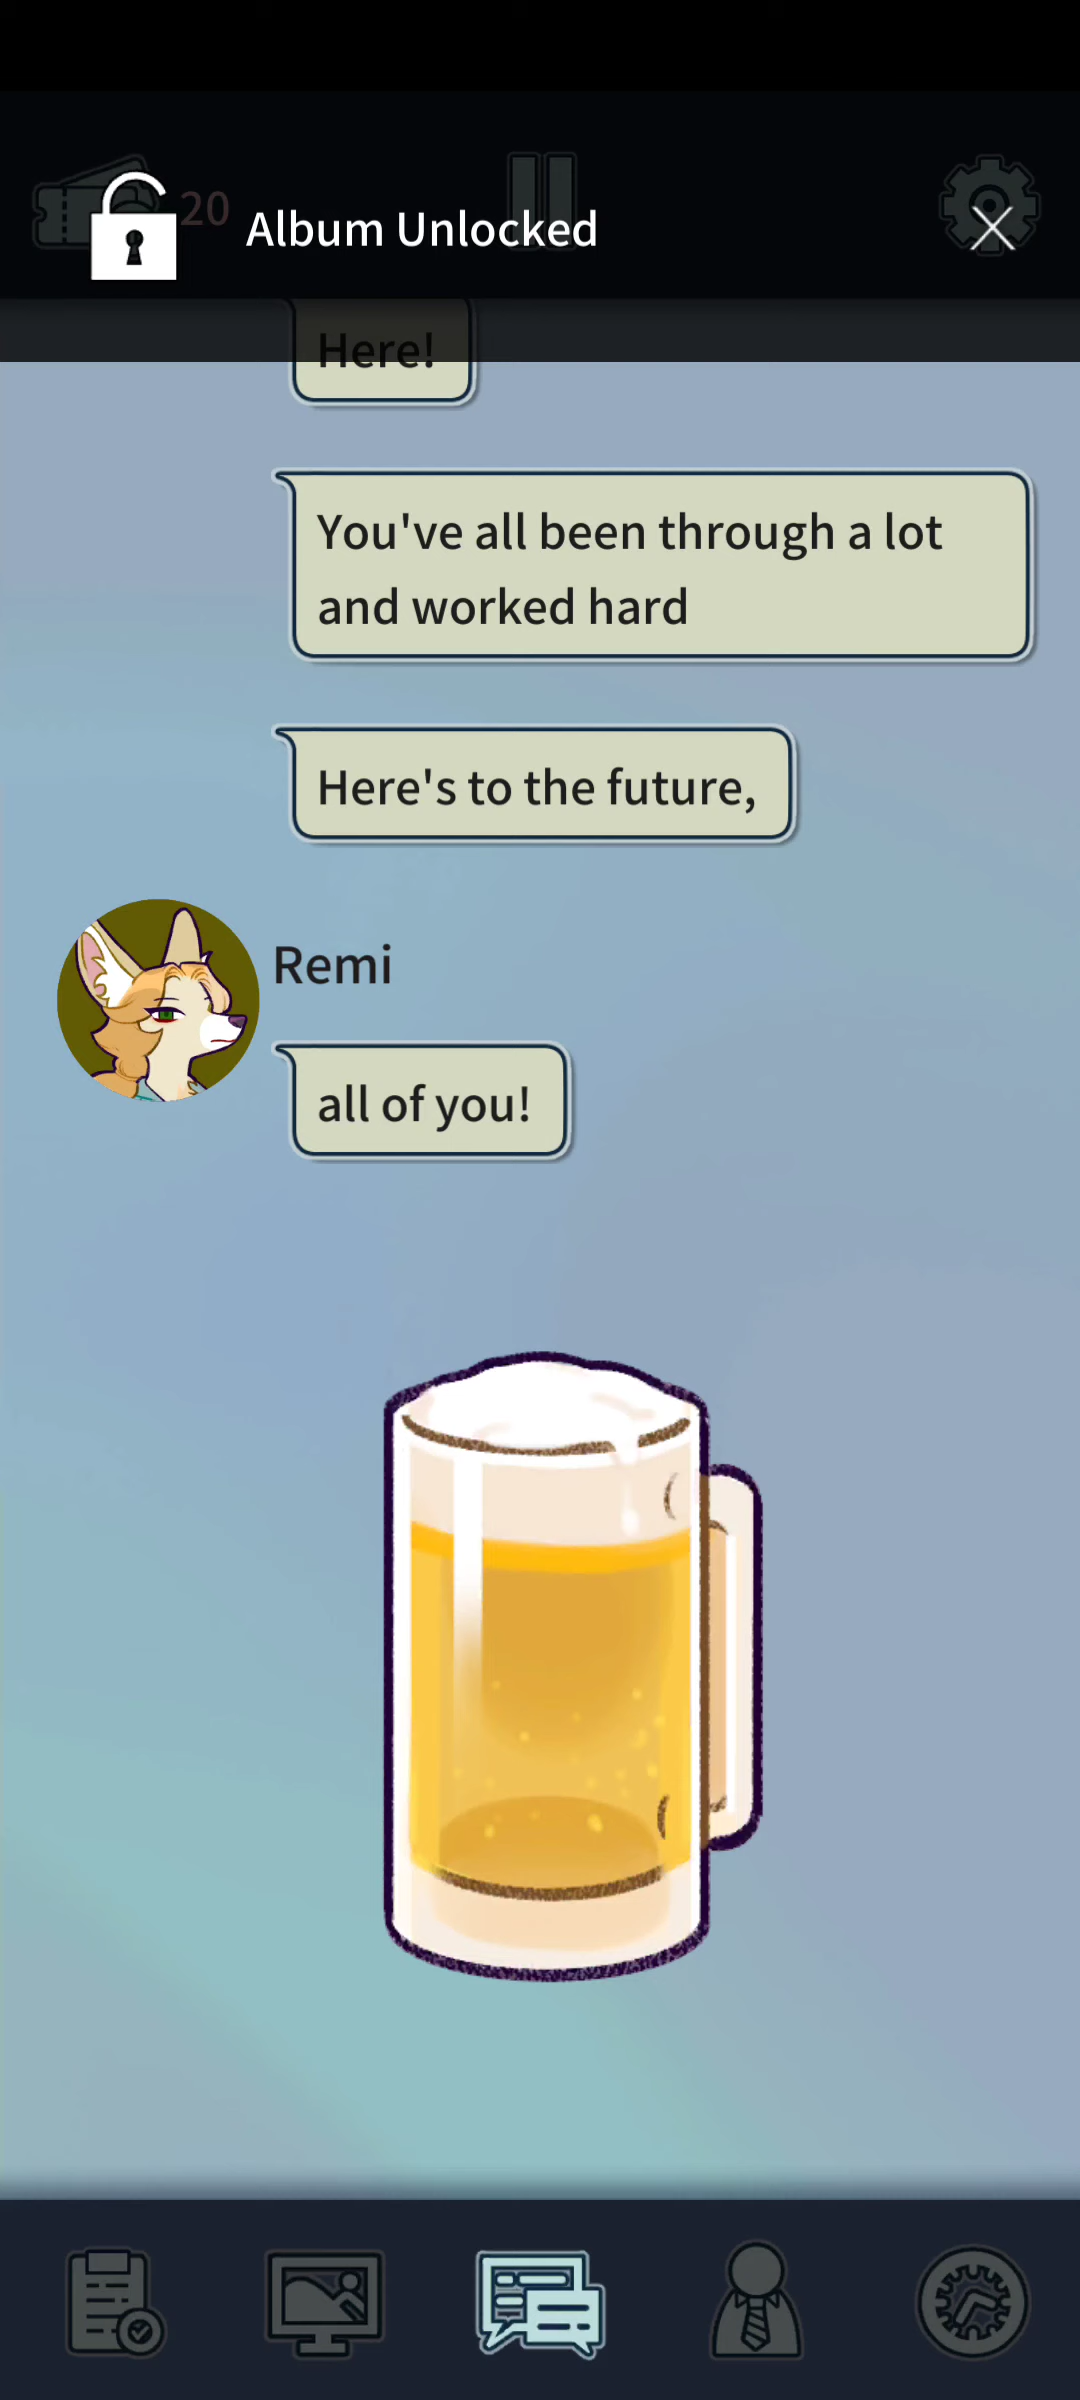 20
Album Unlocked
Here!
You've all been through a lot
and worked hard
Here's to the future,
Remi
all of you!